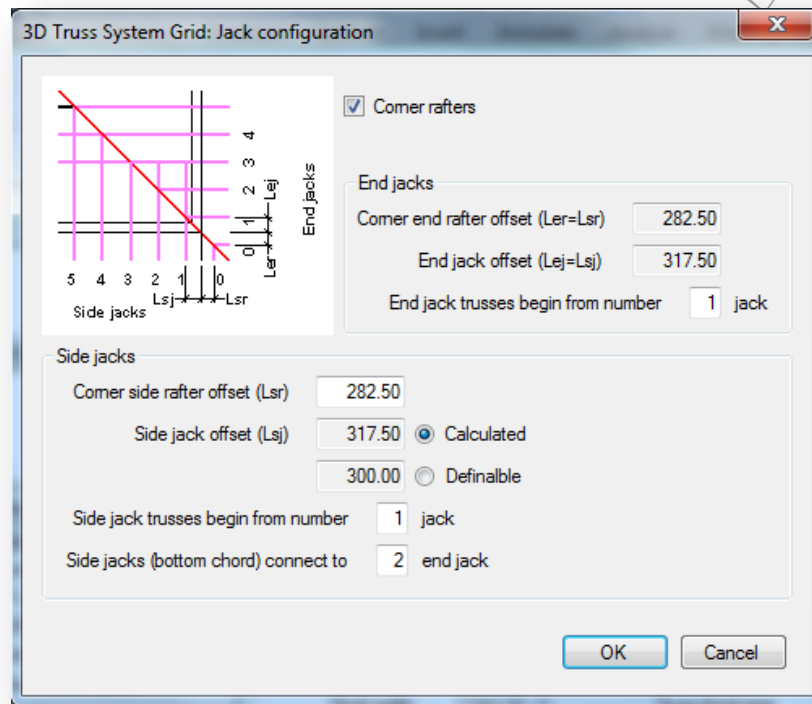 3D Truss System Grid: Jack configuration
Corner rafters
4
3
2
1
0
Lej
Ler
End jacks
5 4 3 2 1 0
Lsj Lsr
Side jacks
End jacks
Corner end rafter offset (Ler=Lsr) 282.50
End jack offset (Lej=Lsj) 317.50
End jack trusses begin from number 1 jack
Side jacks
Corner side rafter offset (Lsr) 282.50
Side jack offset (Lsj) 317.50 Calculated
300.00 Definalble
Side jack trusses begin from number 1 jack
Side jacks (bottom chord) connect to 2 end jack
OK Cancel